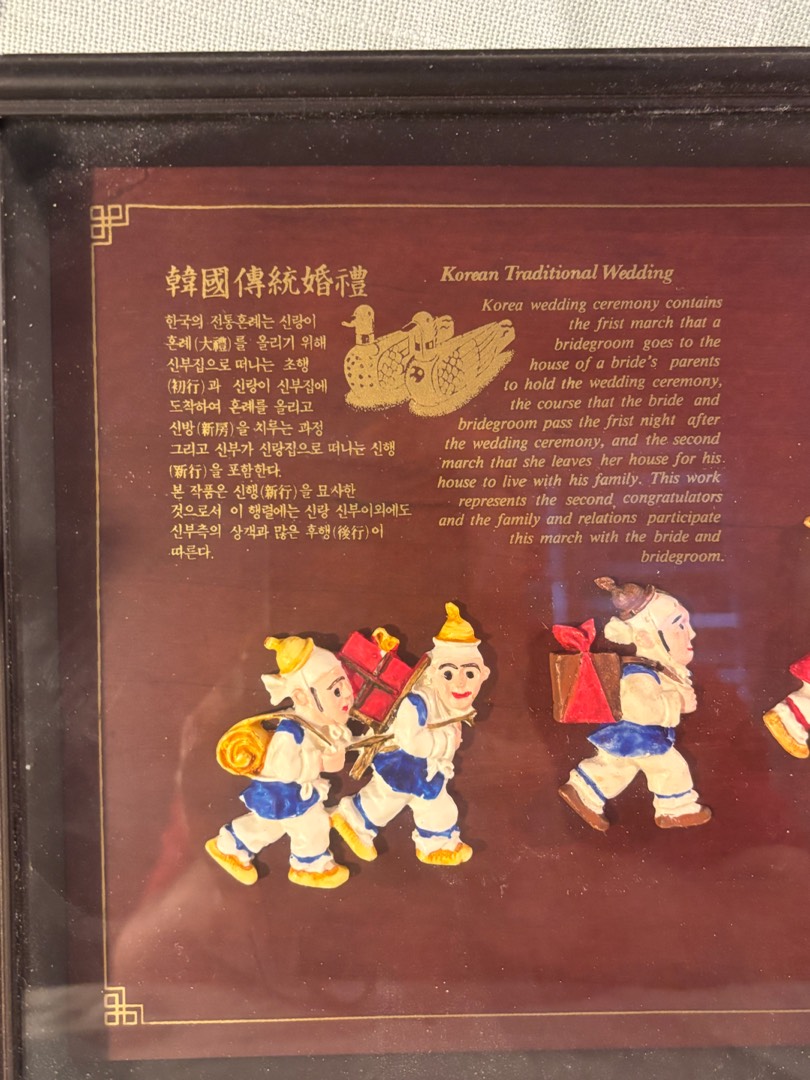 韓國傳統婚禮
한국의 전통혼례는 신랑이
혼례(大禮)를 올리기 위해
신부집으로 떠나는 초행
(初行)과 신랑이 신부집에
도착하여 혼례를 올리고
신방(新房)을 치루는 과정
그리고 신부가 신랑집으로 떠나는 신행
(新行)을 포함한다.
본 작품은 신행(新行)을 묘사한
것으로서 이 행렬에는 신랑 신부이외에도
신부측의 상객과 많은 후행(後行)이
따른다.
Korean Traditional Wedding
Korea wedding ceremony contains
the frist march that a
bridegroom goes to the
house of a bride's parents
to hold the wedding ceremony,
the course that the bride and
bridegroom pass the frist night after
the wedding ceremony, and the second
march that she leaves her house for his
house to live with his family. This work
represents the second congratulators
and the family and relations participate
this march with the bride and
bridegroom.